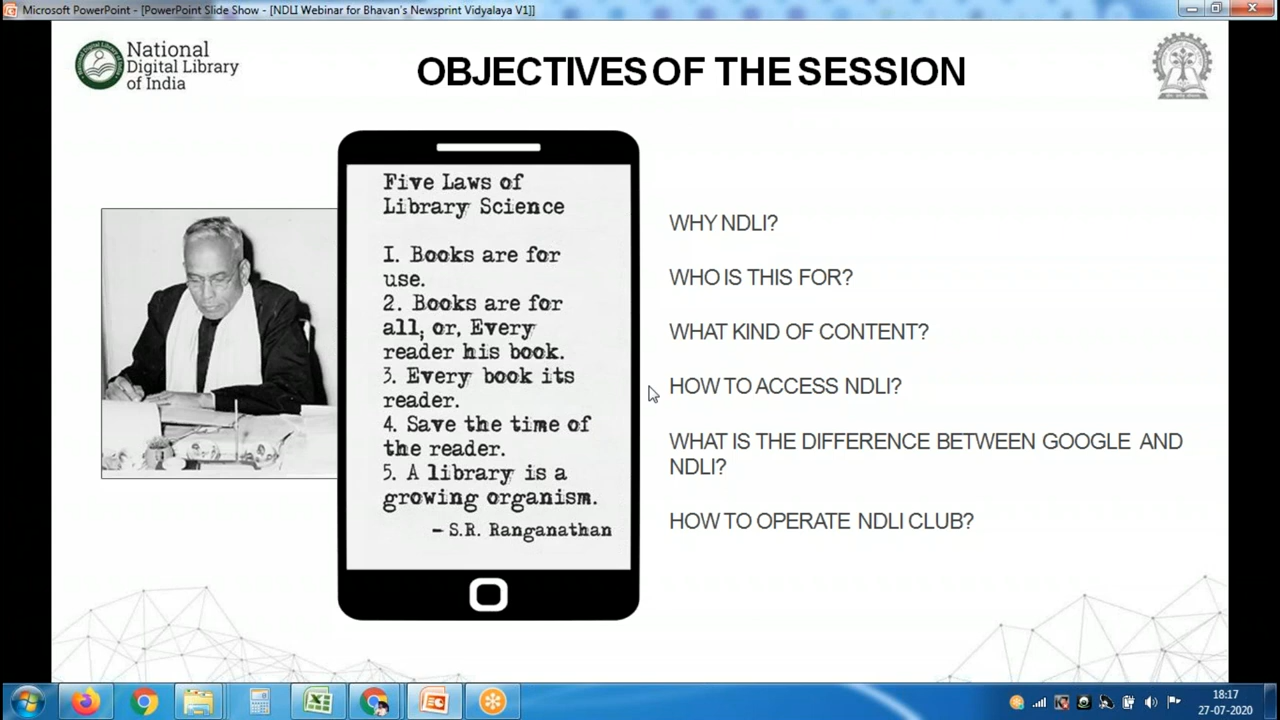 Microsoft PowerPoint - [PowerPoint Slide Show - [NDLI Webinar for Bhavan's Newsprint Vidyalaya V1]]
National
Digital Library
of India
OBJECTIVES OF THE SESSION
Five Laws of
Library Science
1. Books are for
use.
2. Books are for
all; or, Every
reader his book.
3. Every book its
reader.
4. Save the time of
the reader.
5. A library is a
growing organism.
– S.R. Ranganathan
WHY NDLI?
WHO IS THIS FOR?
WHAT KIND OF CONTENT?
HOW TO ACCESS NDLI?
WHAT IS THE DIFFERENCE BETWEEN GOOGLE AND
NDLI?
HOW TO OPERATE NDLI CLUB?
18:17
27-07-2020